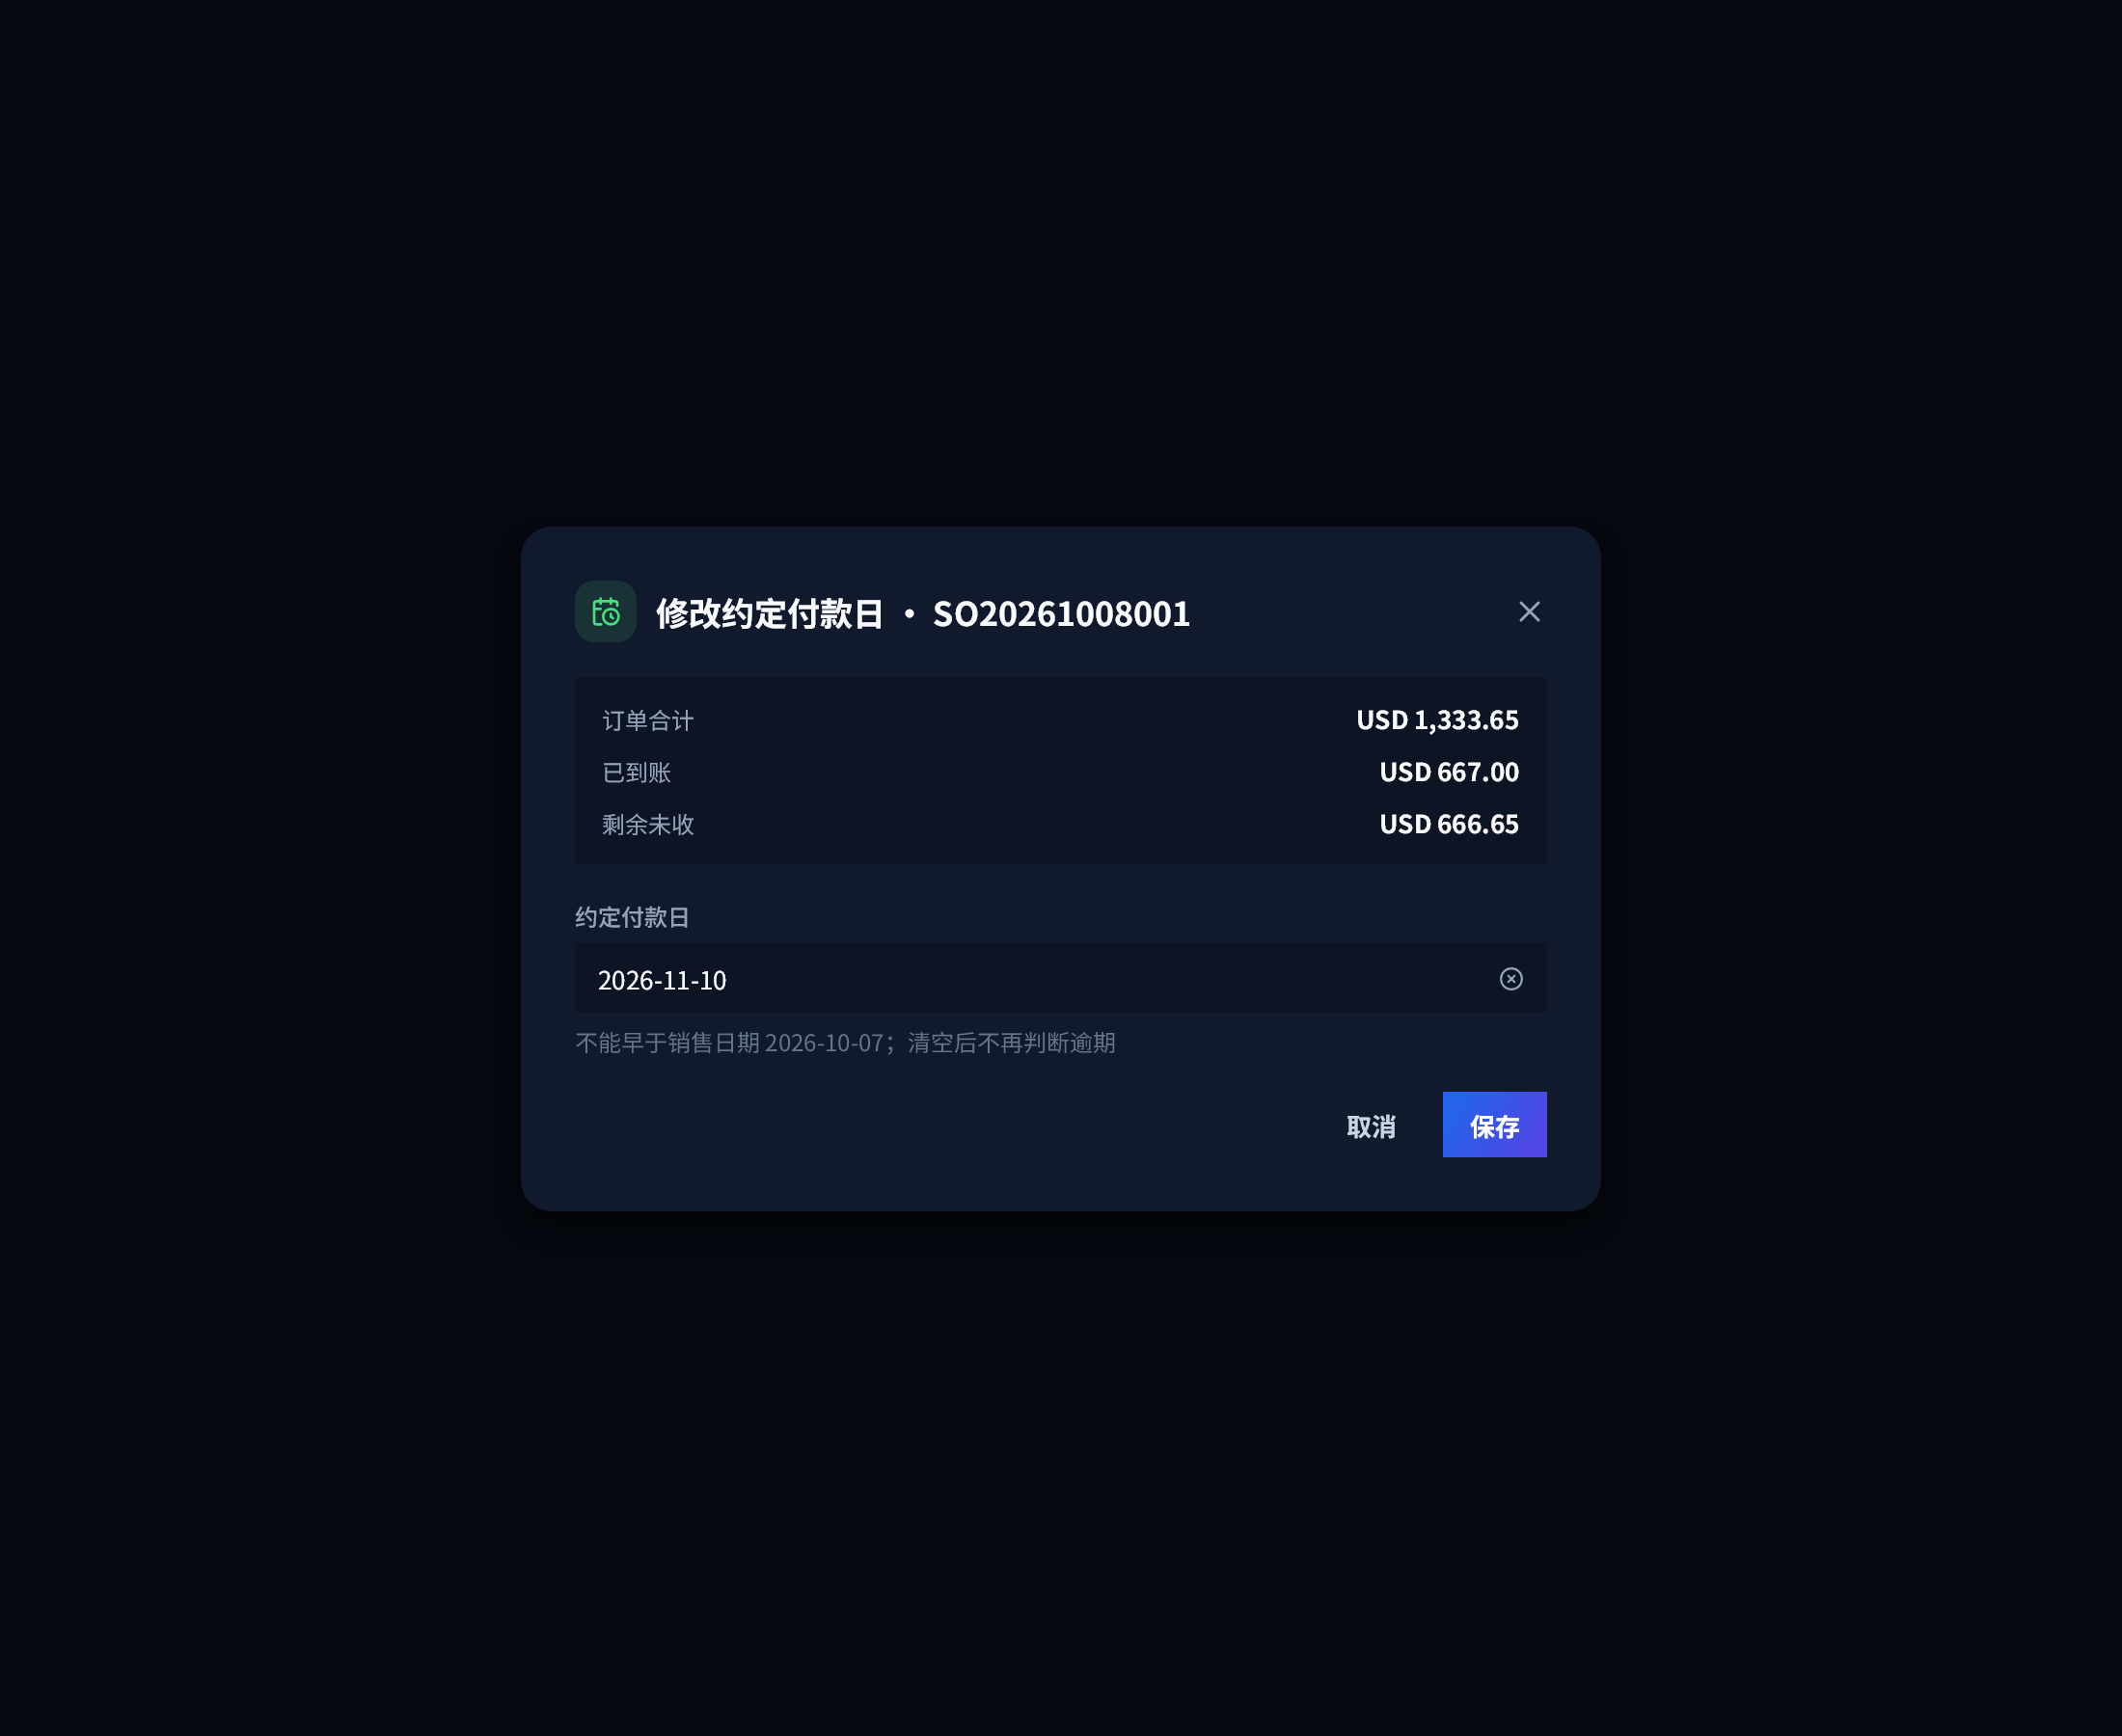 修改约定付款日 · SO20261008001
订单合计 USD 1,333.65
已到账 USD 667.00
剩余未收 USD 666.65
约定付款日
2026-11-10
不能早于销售日期 2026-10-07；清空后不再判断逾期
取消 保存